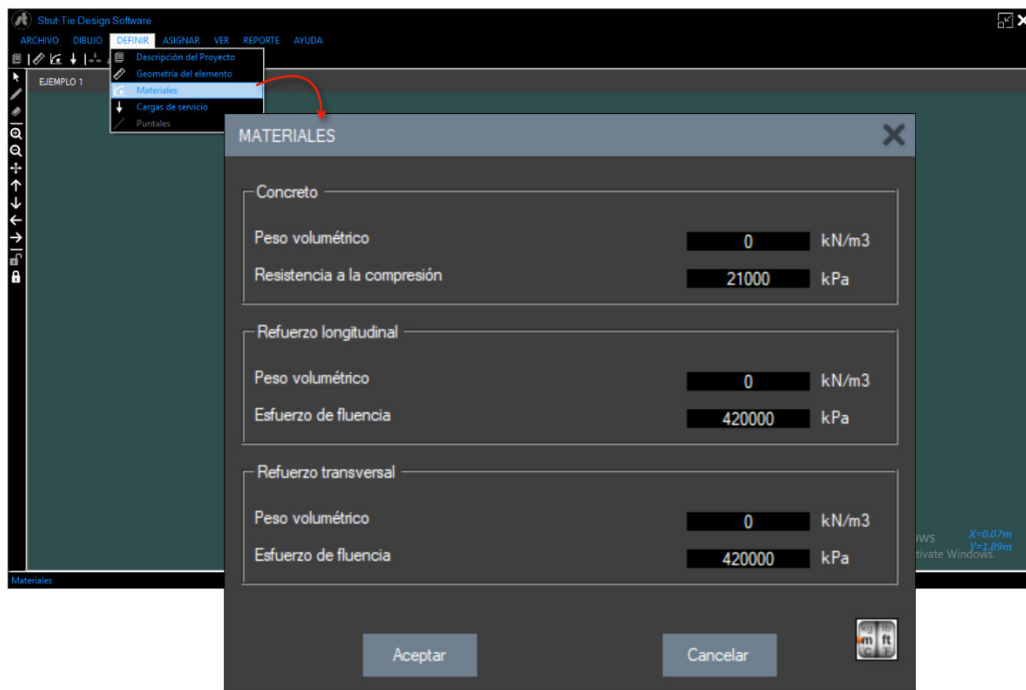 Strut-Tie Design Software
ARCHIVO DIBUJO DEFINIR ASIGNAR VER REPORTE AYUDA
Descripción del Proyecto
Geometría del elemento
EJEMPLO 1
Materiales
Cargas de servicio
Puntales
MATERIALES
Concreto
Peso volumétrico 0 kN/m3
Resistencia a la compresión 21000 kPa
Refuerzo longitudinal
Peso volumétrico 0 kN/m3
Esfuerzo de fluencia 420000 kPa
Refuerzo transversal
Peso volumétrico 0 kN/m3
ows X=0.07m
Y=1.89m
tivate Windows.
Esfuerzo de fluencia 420000 kPa
Materiales
m ft
Aceptar Cancelar